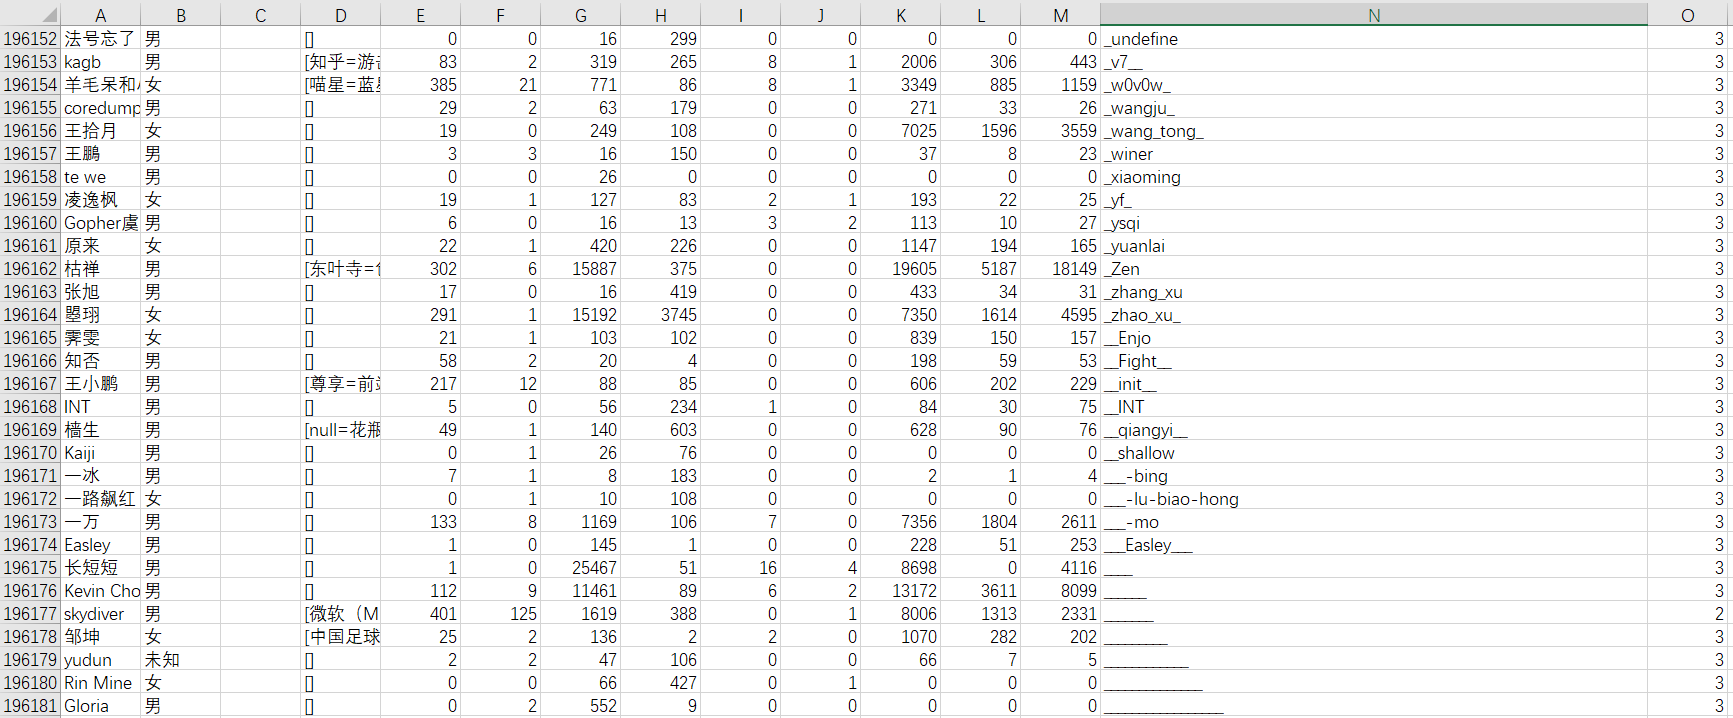 A B C D E F G H I J K L M N O
196152 法号忘了 男 [] 0 0 16 299 0 0 0 0 0 _undefine 3
196153 kagb 男 [知乎=游 83 2 319 265 8 1 2006 306 443 _v7__ 3
196154 羊毛呆和 女 [喵星=蓝 385 21 771 86 8 1 3349 885 1159 _w0v0w_ 3
196155 coredump 男 [] 29 2 63 179 0 0 271 33 26 _wangju_ 3
196156 王拾月 女 [] 19 0 249 108 0 0 7025 1596 3559 _wang_tong_ 3
196157 王鵬 男 [] 3 3 16 150 0 0 37 8 23 _winer 3
196158 te we 男 [] 0 0 26 0 0 0 0 0 0 _xiaoming 3
196159 凌逸枫 女 [] 19 1 127 83 2 1 193 22 25 _yf_ 3
196160 Gopher虞 男 [] 6 0 16 13 3 2 113 10 27 _ysqi 3
196161 原来 女 [] 22 1 420 226 0 0 1147 194 165 _yuanlai 3
196162 枯禅 男 [东叶寺= 302 6 15887 375 0 0 19605 5187 18149 _Zen 3
196163 张旭 男 [] 17 0 16 419 0 0 433 34 31 _zhang_xu 3
196164 曌珝 女 [] 291 1 15192 3745 0 0 7350 1614 4595 _zhao_xu_ 3
196165 霁雯 女 [] 21 1 103 102 0 0 839 150 157 __Enjo 3
196166 知否 男 [] 58 2 20 4 0 0 198 59 53 __Fight__ 3
196167 王小鹏 男 [尊享=前 217 12 88 85 0 0 606 202 229 __init__ 3
196168 INT 男 [] 5 0 56 234 1 0 84 30 75 __INT 3
196169 樯生 男 [null=花瓶 49 1 140 603 0 0 628 90 76 __qiangyi__ 3
196170 Kaiji 男 [] 0 1 26 76 0 0 0 0 0 __shallow 3
196171 一冰 男 [] 7 1 8 183 0 0 2 1 4 ___-bing 3
196172 一路飙红 女 [] 0 1 10 108 0 0 0 0 0 ___-lu-biao-hong 3
196173 一万 男 [] 133 8 1169 106 7 0 7356 1804 2611 ___-mo 3
196174 Easley 男 [] 1 0 145 1 0 0 228 51 253 ___Easley___ 3
196175 长短短 男 [] 1 0 25467 51 16 4 8698 0 4116 ____ 3
196176 Kevin Cho 男 [] 112 9 11461 89 6 2 13172 3611 8099 ______ 3
196177 skydiver 男 [微软（M 401 125 1619 388 0 1 8006 1313 2331 _______ 2
196178 邹坤 女 [中国足球 25 2 136 2 2 0 1070 282 202 _________ 3
196179 yudun 未知 [] 2 2 47 106 0 0 66 7 5 ____________ 3
196180 Rin Mine 女 [] 0 0 66 427 0 1 0 0 0 ______________ 3
196181 Gloria 男 [] 0 2 552 9 0 0 0 0 0 _________________ 3